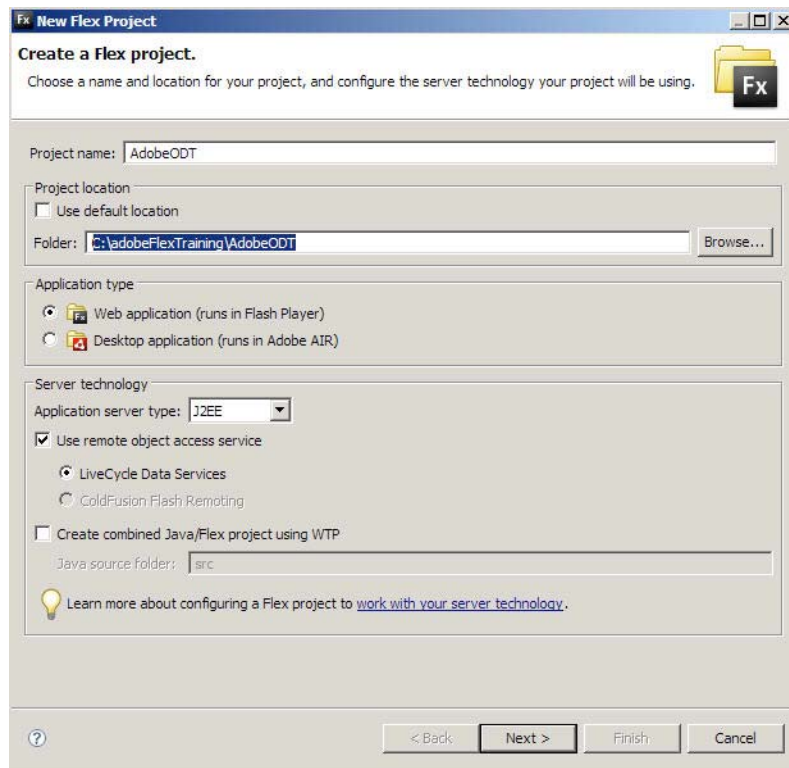 Fx New Flex Project
Create a Flex project.
Choose a name and location for your project, and configure the server technology your project will be using.
Fx
Project name: AdobeODT
Project location
Use default location
Folder: C:\adobeFlexTraining\AdobeODT Browse...
Application type
Fx Web application (runs in Flash Player)
Desktop application (runs in Adobe AIR)
Server technology
Application server type: J2EE
Use remote object access service
LiveCycle Data Services
ColdFusion Flash Remoting
Create combined Java/Flex project using WTP
Java source folder: src
Learn more about configuring a Flex project to work with your server technology.
? < Back Next > Finish Cancel